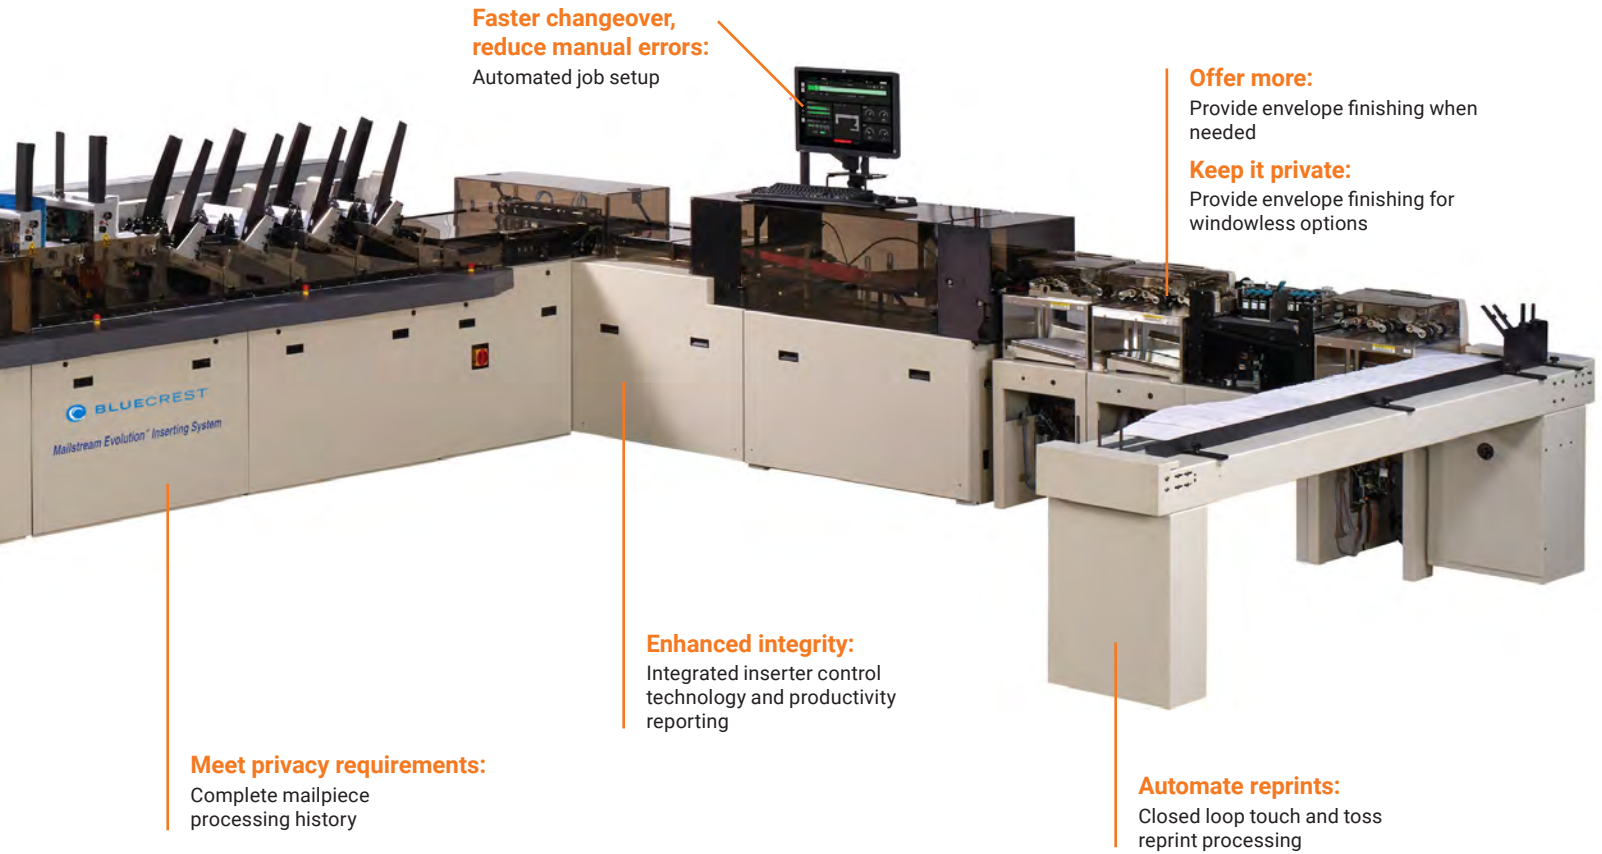 Faster changeover,
reduce manual errors:
Automated job setup
Offer more:
Provide envelope finishing when
needed
Keep it private:
Provide envelope finishing for
windowless options
BLUECREST
Mailstream Evolution™ Inserting System
Enhanced integrity:
Integrated inserter control
technology and productivity
reporting
Meet privacy requirements:
Complete mailpiece
processing history
Automate reprints:
Closed loop touch and toss
reprint processing